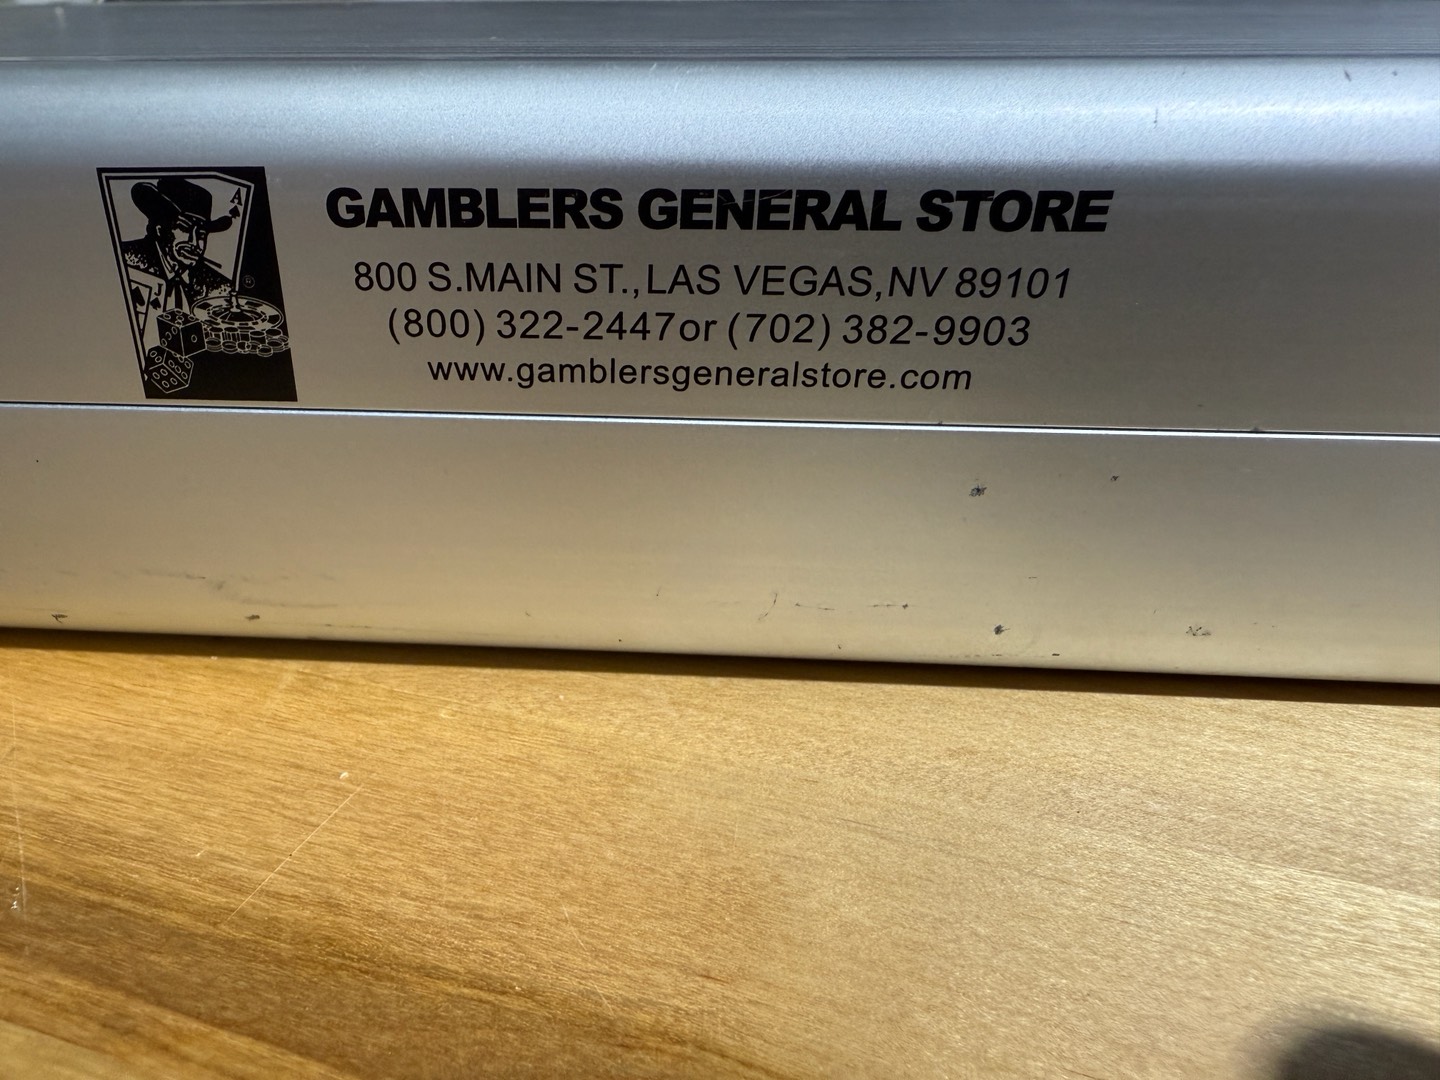 GAMBLERS GENERAL STORE
800 S.MAIN ST.,LAS VEGAS,NV 89101
(800) 322-2447or (702) 382-9903
www.gamblersgeneralstore.com
A
J
®